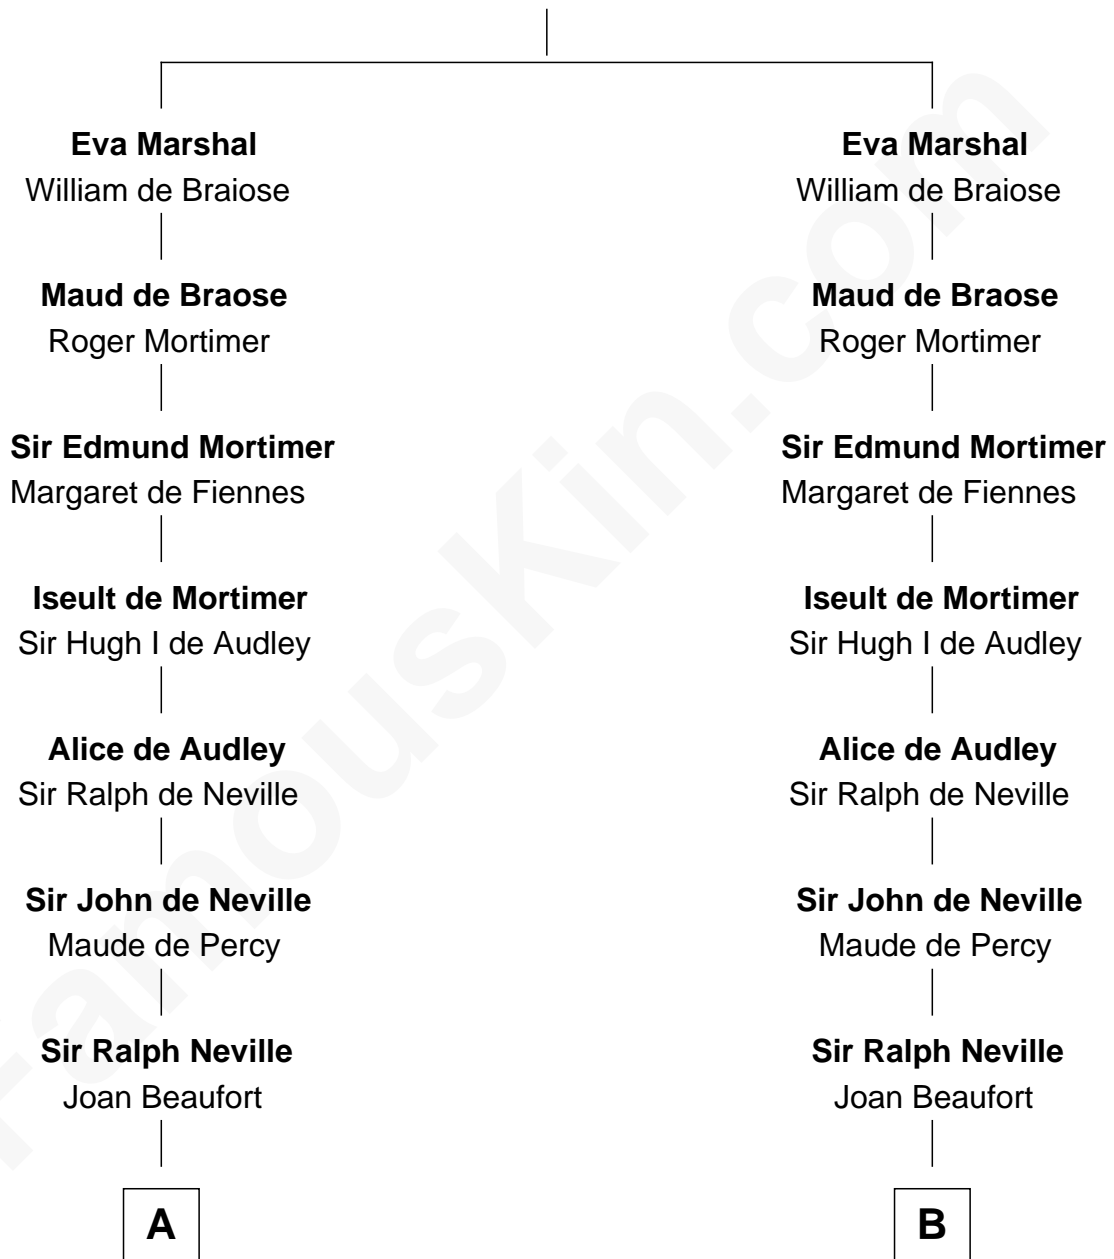 Eva Marshal
William de Braiose
Maud de Braose
Roger Mortimer
Sir Edmund Mortimer
Margaret de Fiennes
Iseult de Mortimer
Sir Hugh I de Audley
Alice de Audley
Sir Ralph de Neville
Sir John de Neville
Maude de Percy
Sir Ralph Neville
Joan Beaufort
A
Eva Marshal
William de Braiose
Maud de Braose
Roger Mortimer
Sir Edmund Mortimer
Margaret de Fiennes
Iseult de Mortimer
Sir Hugh I de Audley
Alice de Audley
Sir Ralph de Neville
Sir John de Neville
Maude de Percy
Sir Ralph Neville
Joan Beaufort
B
FamousKin.com